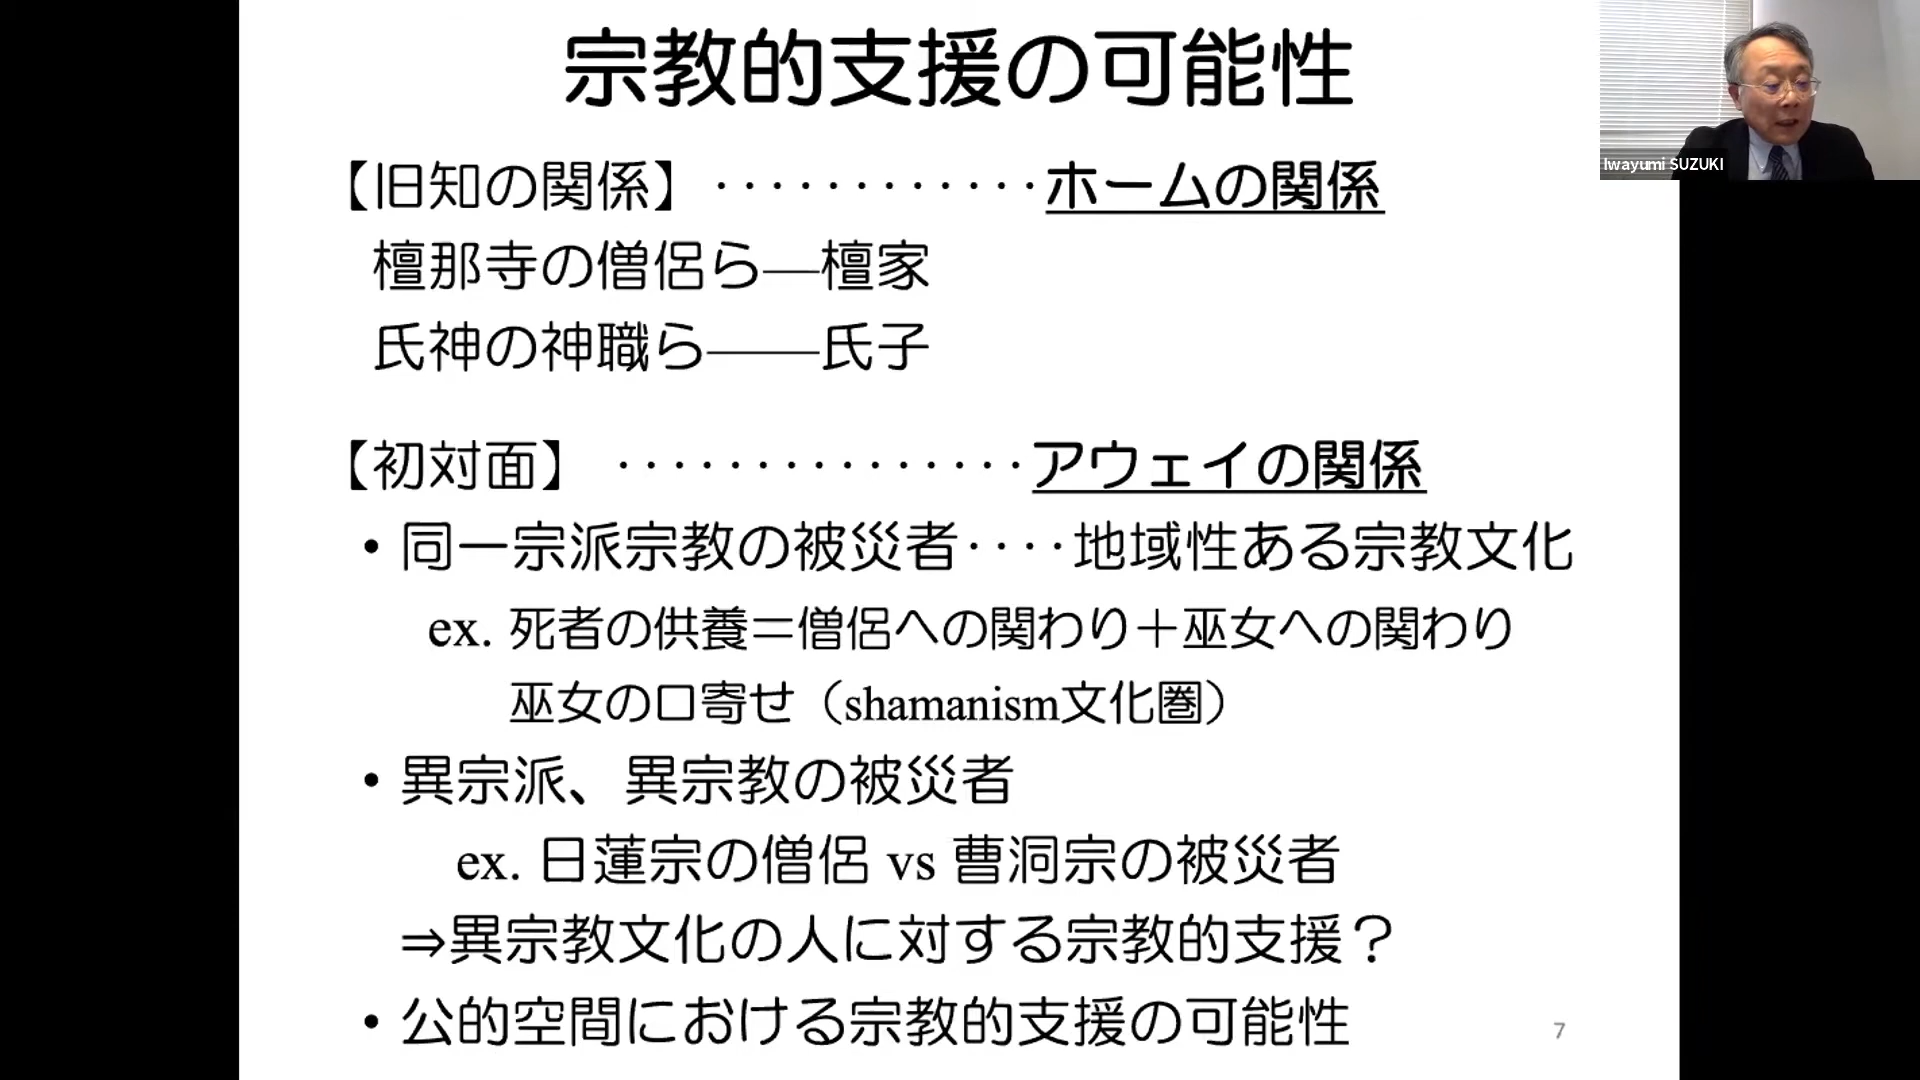 宗教的支援の可能性
【旧知の関係】 ‥‥‥‥‥‥ホームの関係
檀那寺の僧侶ら―檀家
氏神の神職ら――氏子
【初対面】 ‥‥‥‥‥‥‥・アウェイの関係
• 同一宗派宗教の被災者‥‥地域性ある宗教文化
ex. 死者の供養＝僧侶への関わり＋巫女への関わり
巫女の口寄せ（shamanism文化圏）
• 異宗派、異宗教の被災者
ex. 日蓮宗の僧侶 vs 曹洞宗の被災者
⇒異宗教文化の人に対する宗教的支援？
• 公的空間における宗教的支援の可能性
7
Iwayumi SUZUKI